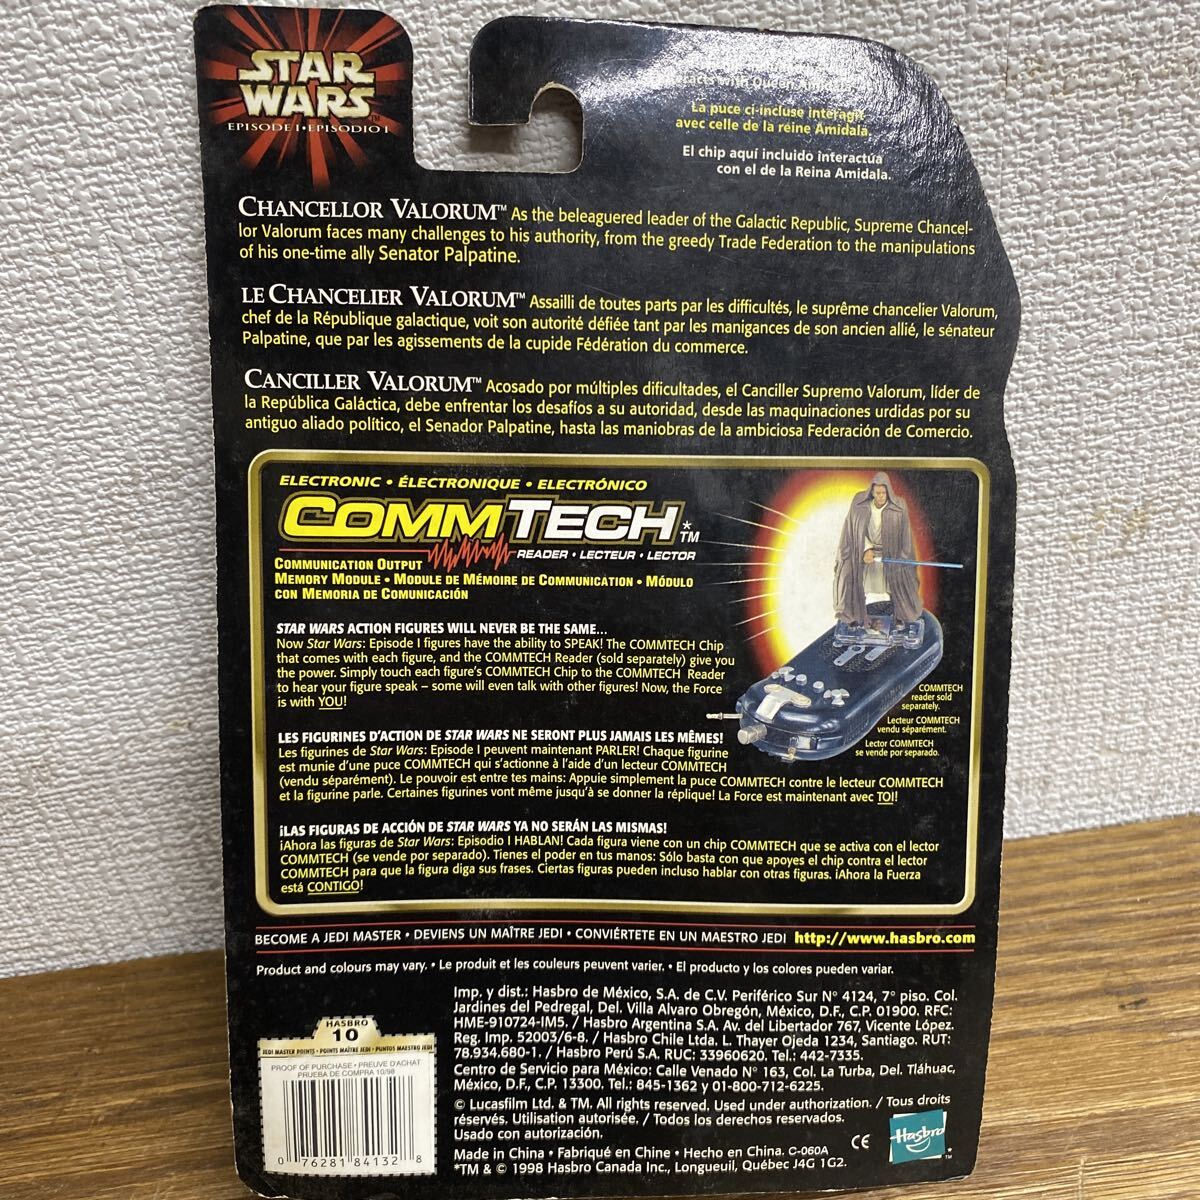 STAR
WARS
EPISODE I • EPISODIO I
with Queen Amidala.
La puce ci-incluse interagit
avec celle de la reine Amidala.
El chip aquí incluido interactúa
con el de la Reina Amidala.
CHANCELLOR VALORUM™ As the beleaguered leader of the Galactic Republic, Supreme Chancel-
lor Valorum faces many challenges to his authority, from the greedy Trade Federation to the manipulations
of his one-time ally Senator Palpatine.
LE CHANCELIER VALORUM™ Assailli de toutes parts par les difficultés, le suprême chancelier Valorum,
chef de la République galactique, voit son autorité défiée tant par les manigances de son ancien allié, le sénateur
Palpatine, que par les agissements de la cupide Fédération du commerce.
CANCILLER VALORUM™ Acosado por múltiples dificultades, el Canciller Supremo Valorum, líder de
la República Galáctica, debe enfrentar los desafíos a su autoridad, desde las maquinaciones urdidas por su
antiguo aliado político, el Senador Palpatine, hasta las maniobras de la ambiciosa Federación de Comercio.
ELECTRONIC • ÉLECTRONIQUE • ELECTRÓNICO
COMMTECH*™
READER • LECTEUR • LECTOR
COMMUNICATION OUTPUT
MEMORY MODULE • MODULE DE MÉMOIRE DE COMMUNICATION • MÓDULO
CON MEMORIA DE COMUNICACIÓN
STAR WARS ACTION FIGURES WILL NEVER BE THE SAME...
Now Star Wars: Episode I figures have the ability to SPEAK! The COMMTECH Chip
that comes with each figure, and the COMMTECH Reader (sold separately) give you
the power. Simply touch each figure's COMMTECH Chip to the COMMTECH Reader
to hear your figure speak – some will even talk with other figures! Now, the Force
is with YOU!
COMMTECH
reader sold
separately.
Lecteur COMMTECH
vendu séparément.
Lector COMMTECH
se vende por separado.
LES FIGURINES D'ACTION DE STAR WARS NE SERONT PLUS JAMAIS LES MÊMES!
Les figurines de Star Wars: Episode I peuvent maintenant PARLER! Chaque figurine
est munie d'une puce COMMTECH qui s'actionne à l'aide d'un lecteur COMMTECH
(vendu séparément). Le pouvoir est entre tes mains: Appuie simplement la puce COMMTECH contre le lecteur COMMTECH
et la figurine parle. Certaines figurines vont même jusqu'à se donner la réplique! La Force est maintenant avec TOI!
¡LAS FIGURAS DE ACCIÓN DE STAR WARS YA NO SERÁN LAS MISMAS!
¡Ahora las figuras de Star Wars: Episodio I HABLAN! Cada figura viene con un chip COMMTECH que se activa con el lector
COMMTECH (se vende por separado). Tienes el poder en tus manos: Sólo basta con que apoyes el chip contra el lector
COMMTECH para que la figura diga sus frases. Ciertas figuras pueden incluso hablar con otras figuras. ¡Ahora la Fuerza
está CONTIGO!
BECOME A JEDI MASTER • DEVIENS UN MAÎTRE JEDI • CONVIÉRTETE EN UN MAESTRO JEDI http://www.hasbro.com
Product and colours may vary. • Le produit et les couleurs peuvent varier. • El producto y los colores pueden variar.
HASBRO
10
JEDI MASTER POINTS • POINTS MAÎTRE JEDI • PUNTOS MAESTRO JEDI
PROOF OF PURCHASE • PREUVE D'ACHAT
PRUEBA DE COMPRA 10/98
0 76281 84132 8
Imp. y dist.: Hasbro de México, S.A. de C.V. Periférico Sur N° 4124, 7° piso. Col.
Jardines del Pedregal, Del. Villa Alvaro Obregón, México, D.F., C.P. 01900. RFC:
HME-910724-IM5. / Hasbro Argentina S.A. Av. del Libertador 767, Vicente López.
Reg. Imp. 52003/6-8. / Hasbro Chile Ltda. L. Thayer Ojeda 1234, Santiago. RUT:
78.934.680-1. / Hasbro Perú S.A. RUC: 33960620. Tel.: 442-7335.
Centro de Servicio para México: Calle Venado N° 163, Col. La Turba, Del. Tláhuac,
México, D.F., C.P. 13300. Tel.: 845-1362 y 01-800-712-6225.
© Lucasfilm Ltd. & TM. All rights reserved. Used under authorization. / Tous droits
réservés. Utilisation autorisée. / Todos los derechos reservados.
Usado con autorización.
Made in China • Fabriqué en Chine • Hecho en China. C-060A
*TM & © 1998 Hasbro Canada Inc., Longueuil, Québec J4G 1G2.
CE
Hasbro
™